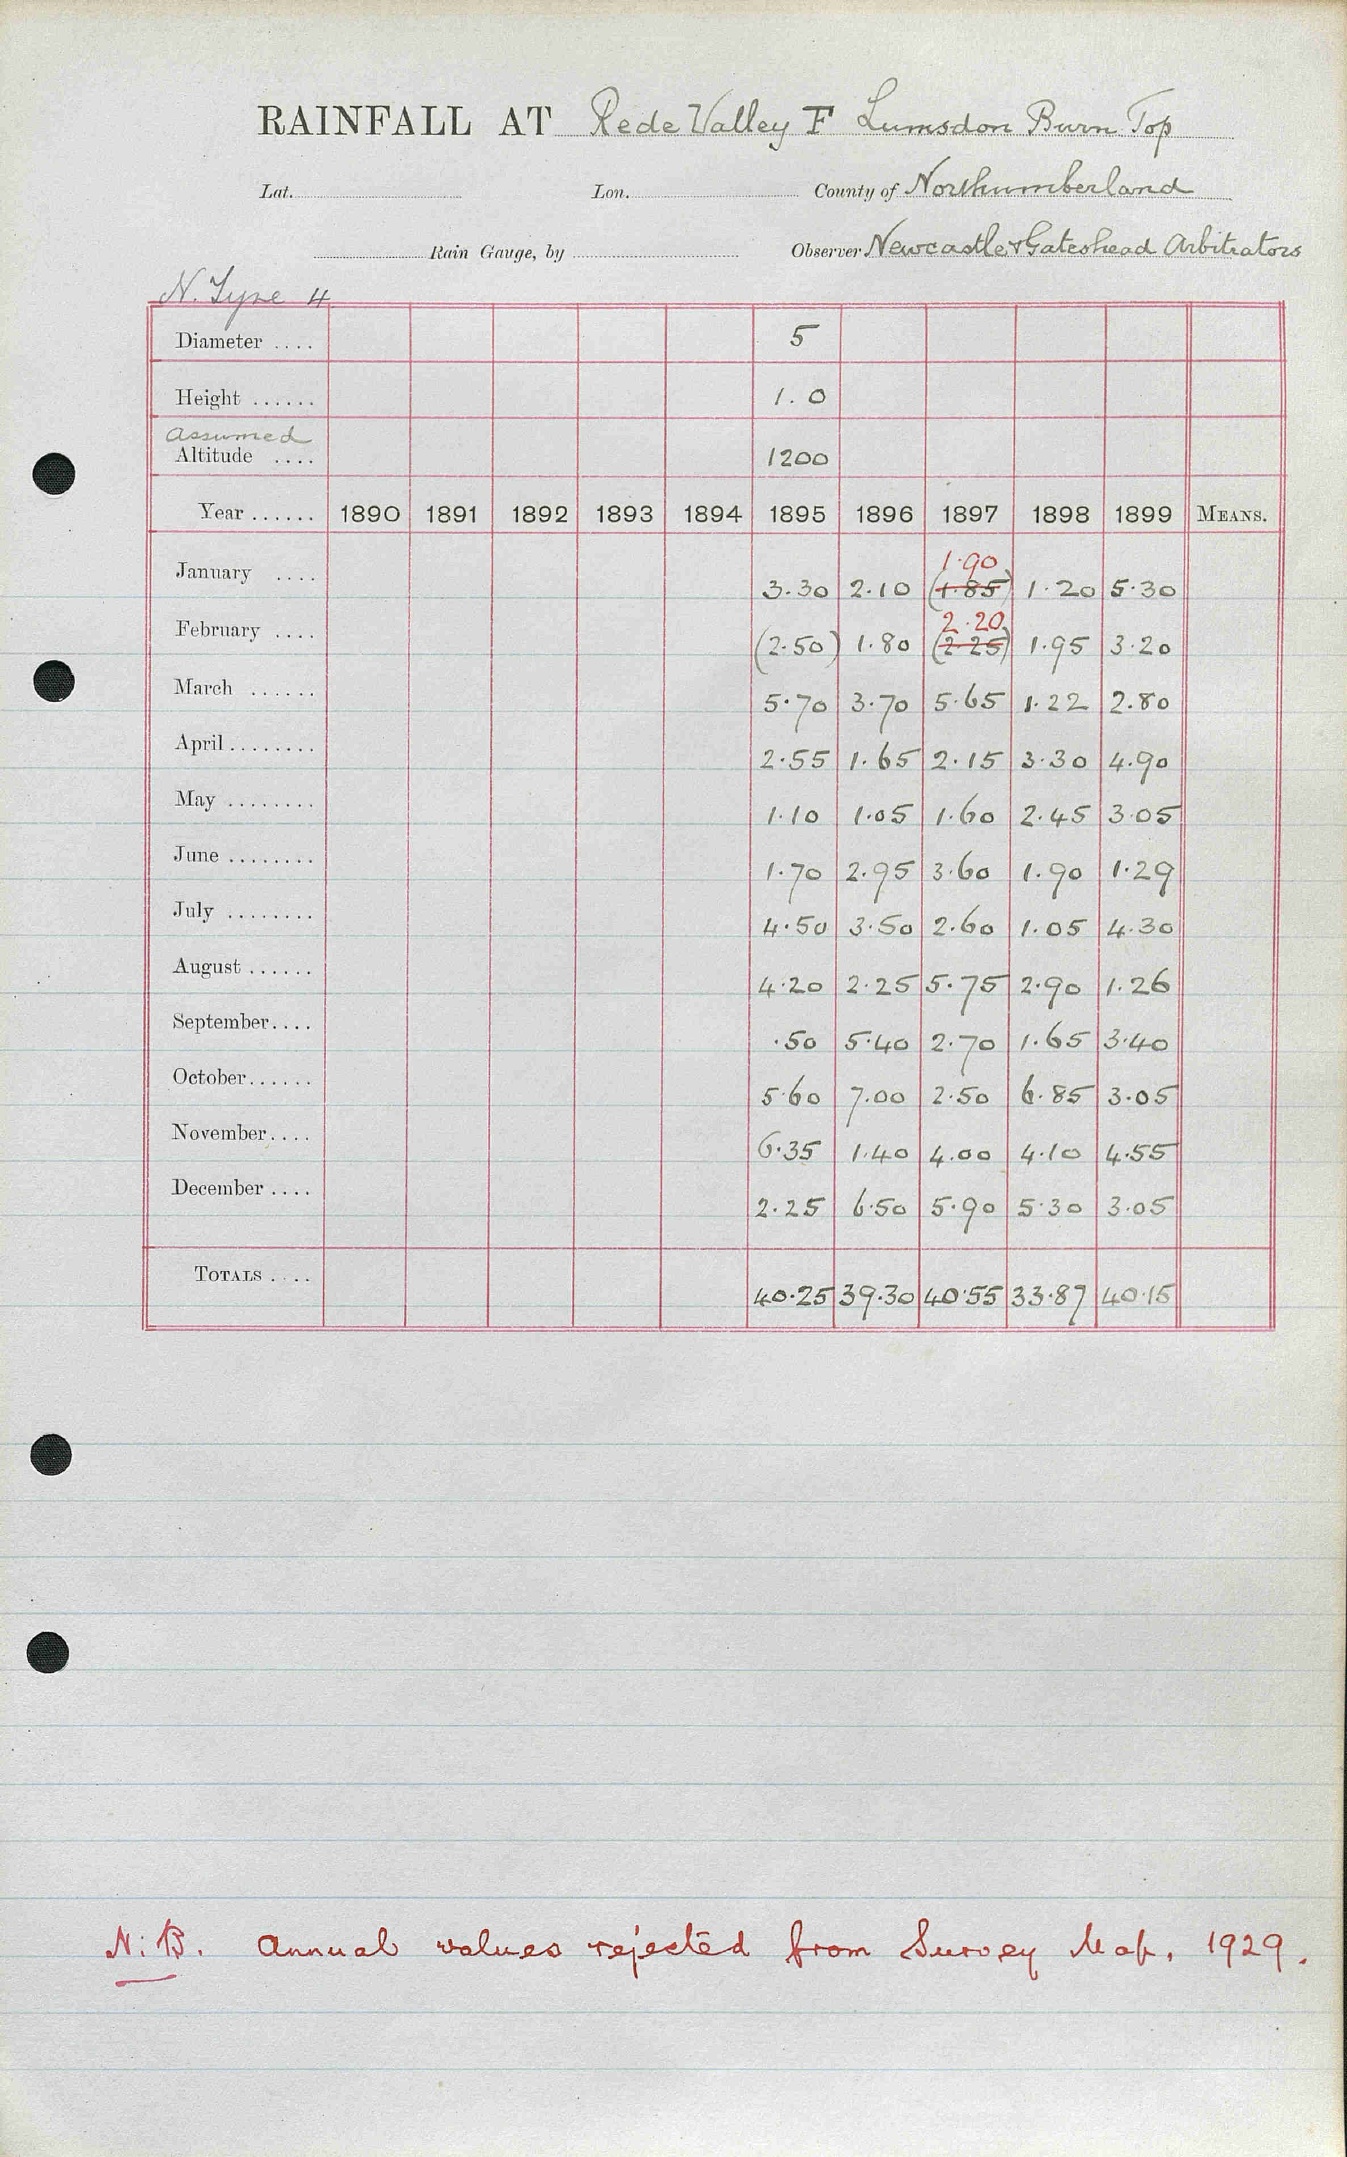 RAINFALL AT Rede Valley F Lumsdon Burn Top
Lat. Lon. County of Northumberland
Rain Gauge, by Observer Newcastle & Gateshead Arbitrators
N. Tyne 4
Diameter .... 5
Height ...... 1.0
Assumed
Altitude .... 1200
Year ...... 1890 1891 1892 1893 1894 1895 1896 1897 1898 1899 MEANS.
1.90
January .... 3.30 2.10 (1.85) 1.20 5.30
2.20
February .... (2.50) 1.80 (2.25) 1.95 3.20
March ...... 5.70 3.70 5.65 1.22 2.80
April ........ 2.55 1.65 2.15 3.30 4.90
May ........ 1.10 1.05 1.60 2.45 3.05
June ........ 1.70 2.95 3.60 1.90 1.29
July ........ 4.50 3.50 2.60 1.05 4.30
August ...... 4.20 2.25 5.75 2.90 1.26
September.... .50 5.40 2.70 1.65 3.40
October...... 5.60 7.00 2.50 6.85 3.05
November.... 6.35 1.40 4.00 4.10 4.55
December .... 2.25 6.50 5.90 5.30 3.05
TOTALS .... 40.25 39.30 40.55 33.87 40.15
N.B. Annual values rejected from Survey Map. 1929.